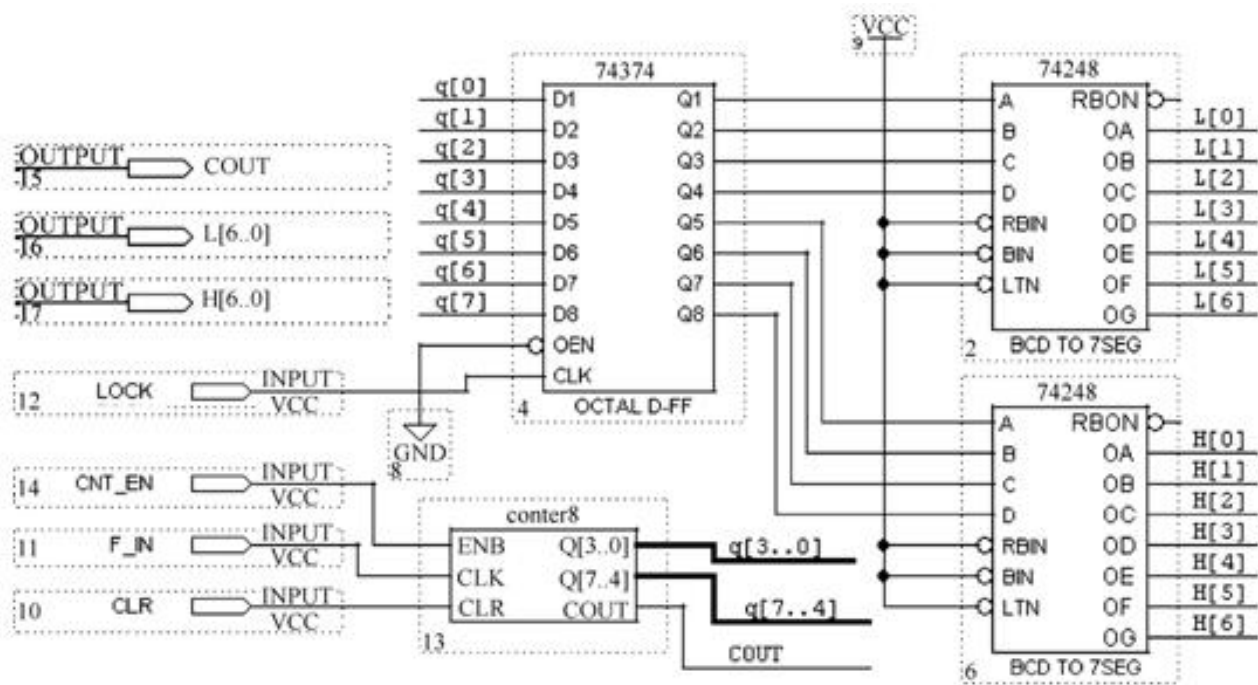 VCC
9
74374
q[0] D1 Q1
q[1] D2 Q2
q[2] D3 Q3
q[3] D4 Q4
q[4] D5 Q5
q[5] D6 Q6
q[6] D7 Q7
q[7] D8 Q8
OEN
CLK
4 OCTAL D-FF
74248
A RBON
B OA L[0]
C OB L[1]
D OC L[2]
RBIN OD L[3]
BIN OE L[4]
LTN OF L[5]
OG L[6]
2 BCD TO 7SEG
OUTPUT COUT
15
OUTPUT L[6..0]
16
OUTPUT H[6..0]
17
12 LOCK INPUT
VCC
GND
8
14 CNT_EN INPUT
VCC
11 F_IN INPUT
VCC
10 CLR INPUT
VCC
conter8
ENB Q[3..0] q[3..0]
CLK Q[7..4] q[7..4]
CLR COUT
13 COUT
74248
A RBON
B OA H[0]
C OB H[1]
D OC H[2]
RBIN OD H[3]
BIN OE H[4]
LTN OF H[5]
OG H[6]
6 BCD TO 7SEG